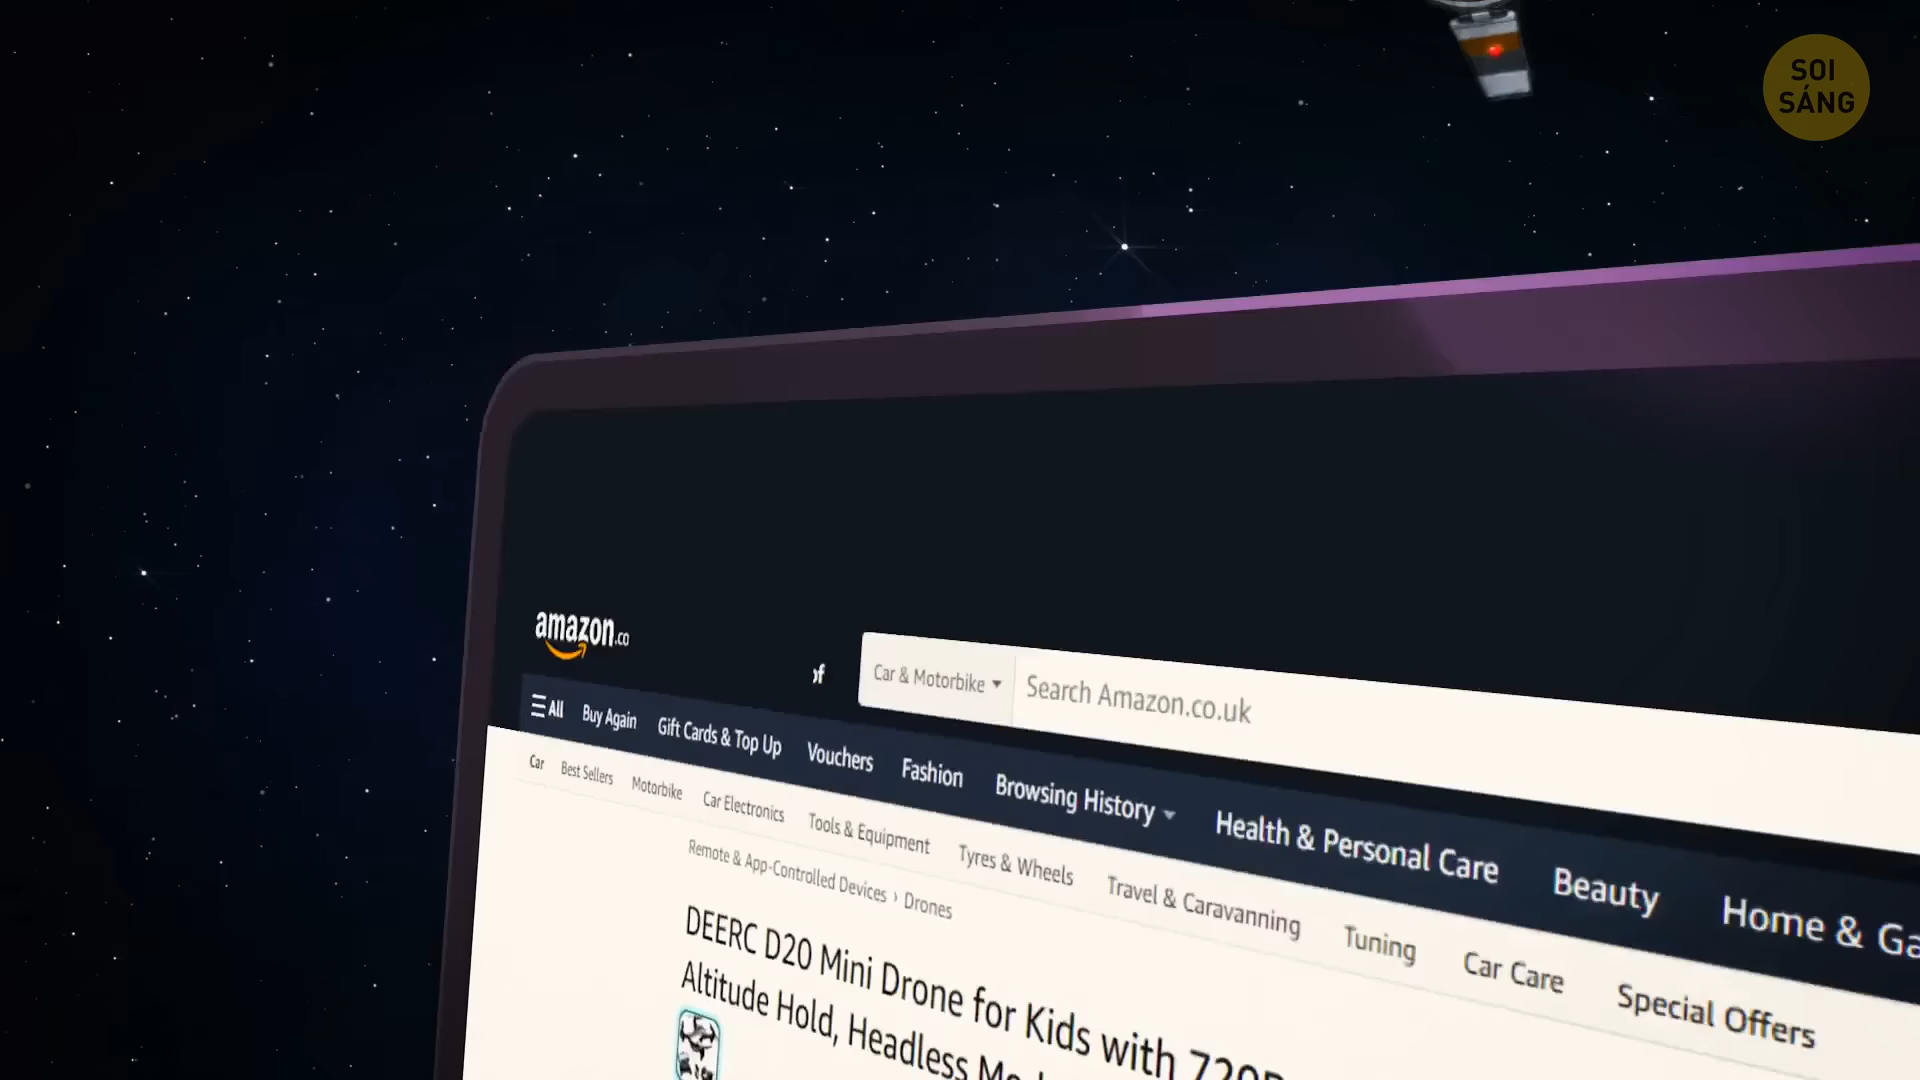 SOI
SÁNG
amazon.co
Car & Motorbike
Search Amazon.co.uk
All Buy Again Gift Cards & Top Up Vouchers Fashion Browsing History Health & Personal Care Beauty Home & Ga
Car Best Sellers Motorbike Car Electronics Tools & Equipment Tyres & Wheels Travel & Caravanning Tuning Car Care Special Offers
Remote & App-Controlled Devices › Drones
DEERC D20 Mini Drone for Kids with
Altitude Hold, Headless